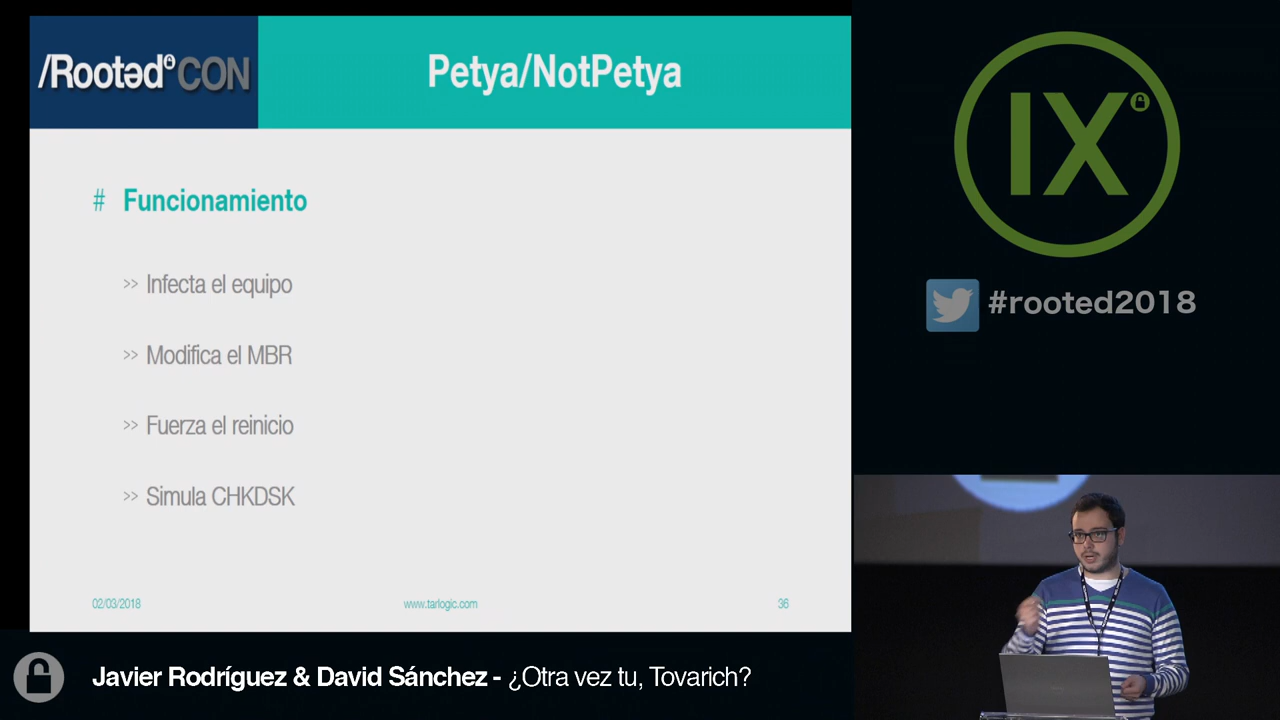 /Rootəd CON
Petya/NotPetya
# Funcionamiento
>> Infecta el equipo
>> Modifica el MBR
>> Fuerza el reinicio
>> Simula CHKDSK
02/03/2018
www.tarlogic.com
36
IX
#rooted2018
Javier Rodríguez & David Sánchez - ¿Otra vez tu, Tovarich?